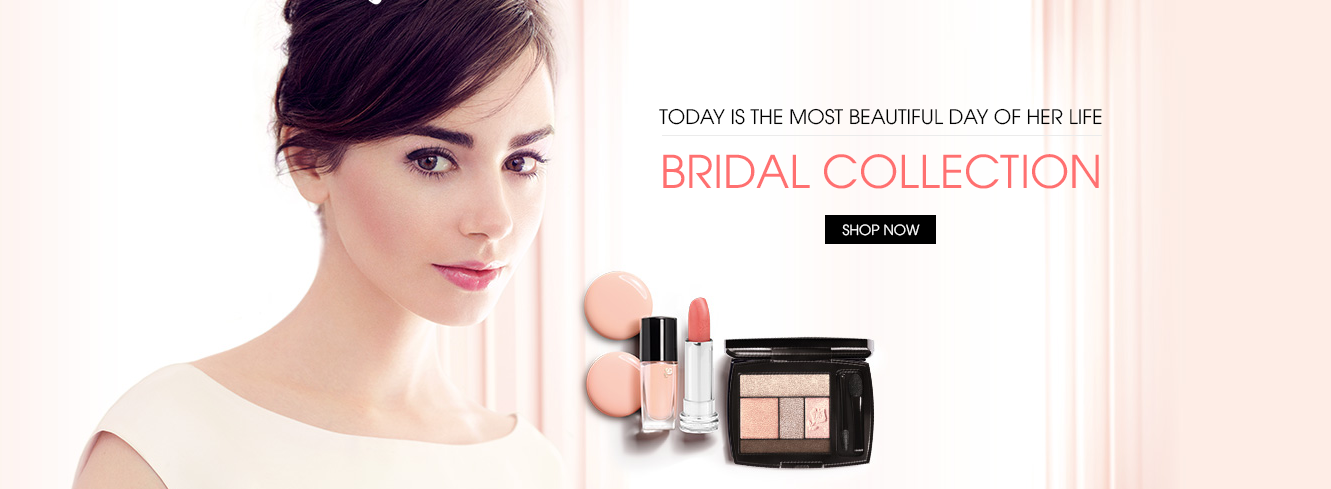 TODAY IS THE MOST BEAUTIFUL DAY OF HER LIFE
BRIDAL COLLECTION
SHOP NOW